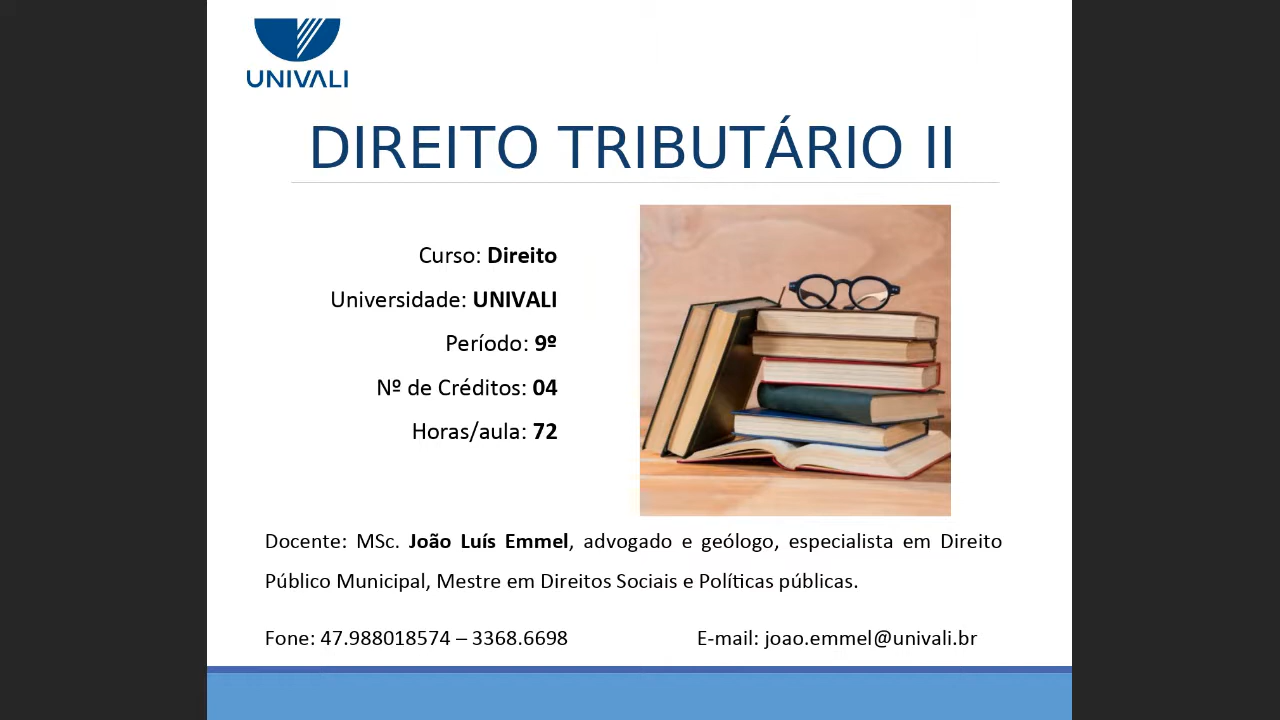 UNIVALI
DIREITO TRIBUTÁRIO II
Curso: Direito
Universidade: UNIVALI
Período: 9º
Nº de Créditos: 04
Horas/aula: 72
Docente: MSc. João Luís Emmel, advogado e geólogo, especialista em Direito
Público Municipal, Mestre em Direitos Sociais e Políticas públicas.
Fone: 47.988018574 – 3368.6698 E-mail: joao.emmel@univali.br